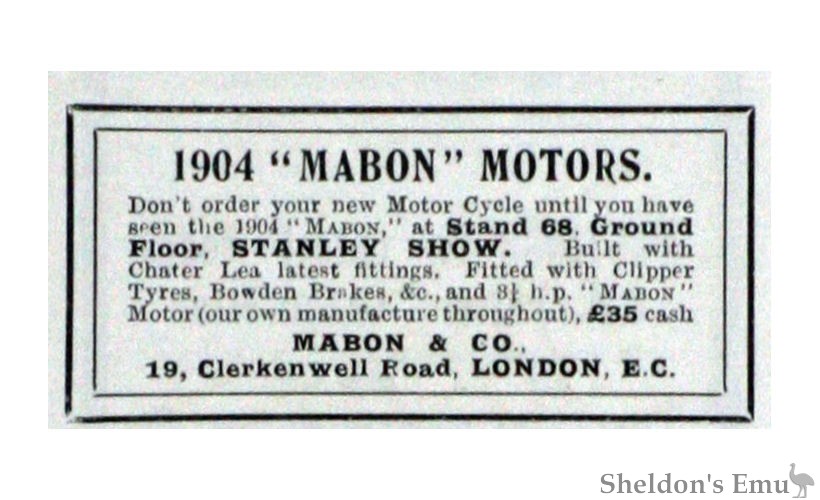 1904 "MABON" MOTORS.
Don't order your new Motor Cycle until you have
seen the 1904 "MABON," at Stand 68, Ground
Floor, STANLEY SHOW. Built with
Chater Lea latest fittings. Fitted with Clipper
Tyres, Bowden Brakes, &c., and h.p. "MABON"
Motor (our own manufacture throughout), £35 cash
MABON & CO.,
19, Clerkenwell Road, LONDON, E.C.
Sheldon's Emu